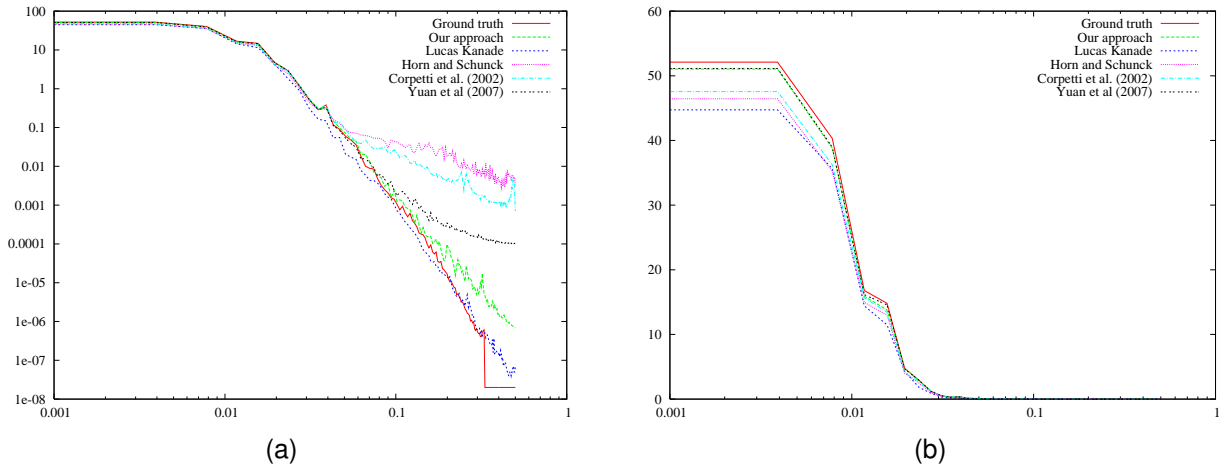 100
10
1
0.1
0.01
0.001
0.0001
1e-05
1e-06
1e-07
1e-08
0.001
0.01
0.1
1
Ground truth
Our approach
Lucas Kanade
Horn and Schunck
Corpetti et al. (2002)
Yuan et al (2007)
(a)
60
50
40
30
20
10
0
0.001
0.01
0.1
1
Ground truth
Our approach
Lucas Kanade
Horn and Schunck
Corpetti et al. (2002)
Yuan et al (2007)
(b)